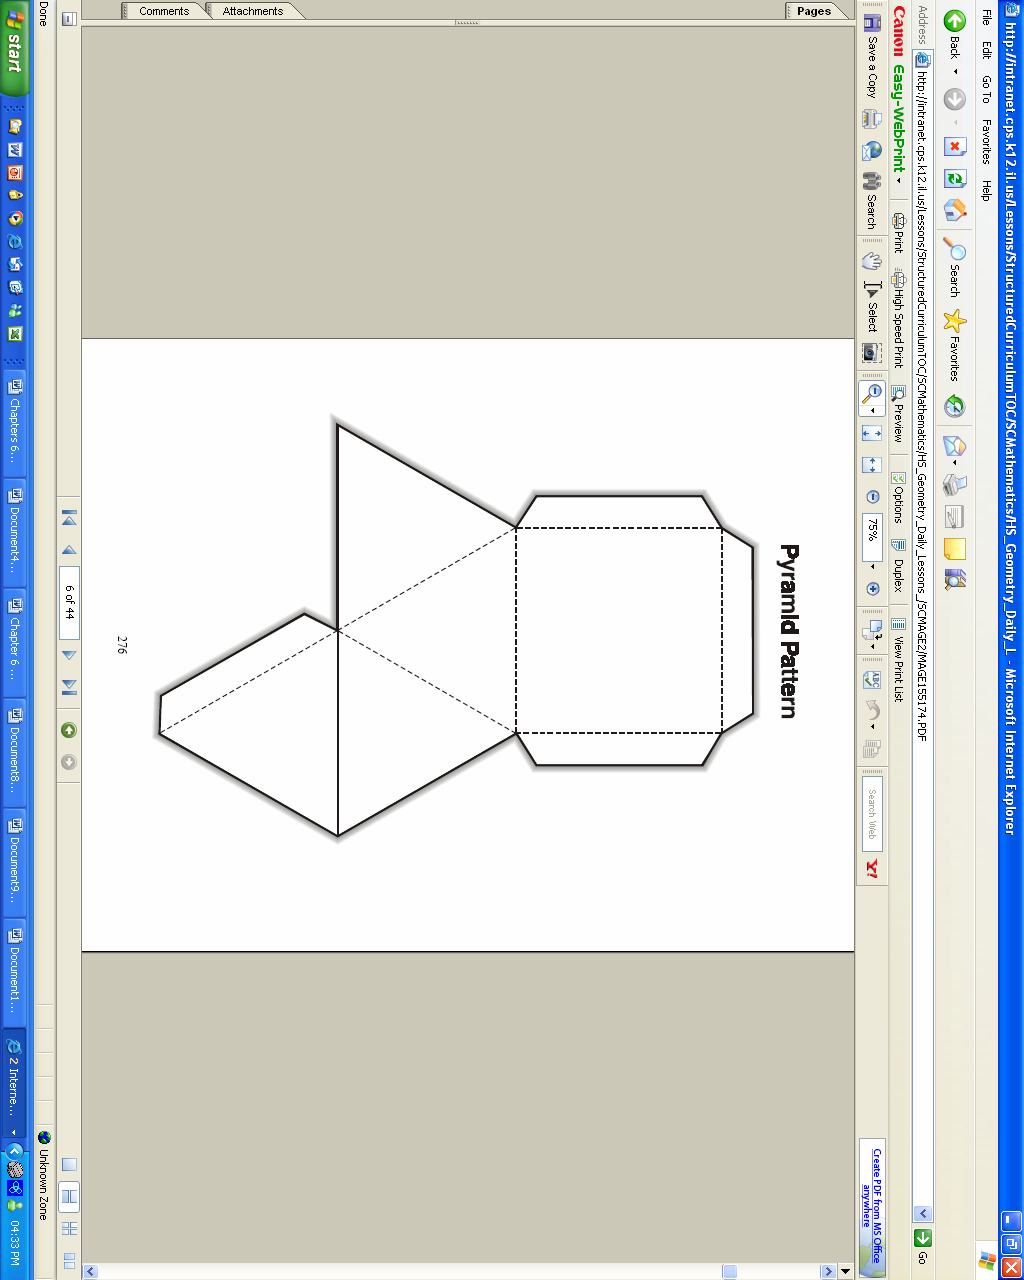 http://intranet.cps.k12.il.us/Lessons/StructuredCurriculumTOC/SCMathematics/HS_Geometry_Daily_L - Microsoft Internet Explorer
File Edit Go To Favorites Help
Back Search Favorites
Address http://intranet.cps.k12.il.us/Lessons/StructuredCurriculumTOC/SCMathematics/HS_Geometry_Daily_Lessons_/SCMAGE2/MAGE155174.PDF Go
Canon Easy-WebPrint Print High Speed Print Preview Options Duplex View Print List
Save a Copy Search Select 75% Search Web Y! Create PDF from MS Office anywhere
Pages
Attachments
Comments
Pyramid Pattern
276
6 of 44
Done Unknown Zone
start Chapters 6... Document4... Chapter 6 ... Document8... Document9... Document1... 2 Interne... 04:33 PM